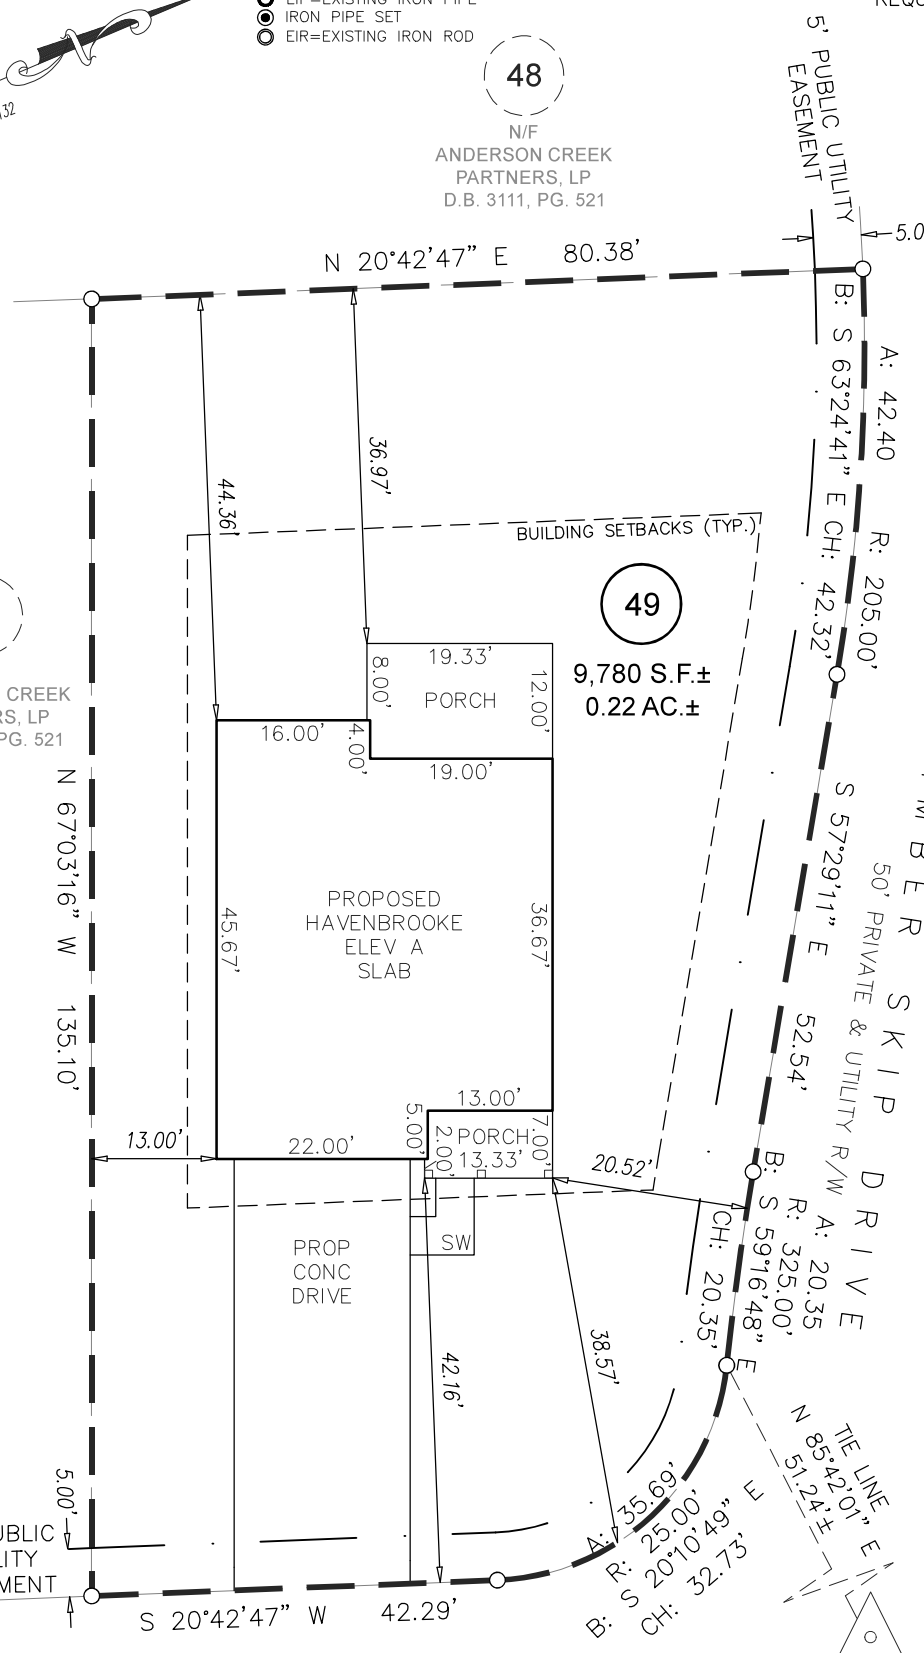 IRON PIPE SET
EIR=EXISTING IRON ROD
48
N/F
ANDERSON CREEK
PARTNERS, LP
D.B. 3111, PG. 521
5' PUBLIC UTILITY
EASEMENT
N 20°42'47" E 80.38'
B: S 63°24'41" E CH: 42.32'
A: 42.40 R: 205.00'
44.36'
36.97'
BUILDING SETBACKS (TYP.)
49
9,780 S.F.±
0.22 AC.±
19.33'
8.00'
PORCH
12.00'
16.00'
4.00'
19.00'
CREEK
LP
PG. 521
N 67°03'16" W 135.10'
PROPOSED
HAVENBROOKE
ELEV A
SLAB
45.67'
36.67'
S 57°29'11" E 52.54'
50' PRIVATE & UTILITY R/W
SKIP DRIVE
13.00'
5.00'
13.00'
22.00'
2.00'
PORCH
13.33'
7.00'
20.52'
B: S 59°16'48" E
R: 325.00'
A: 20.35
CH: 20.35'
SW
PROP
CONC
DRIVE
42.16'
38.57'
TIE LINE
N 85°42'01" E
51.24'±
5.00'
A: 35.69'
R: 25.00'
B: S 20°10'49" E
CH: 32.73'
S 20°42'47" W 42.29'